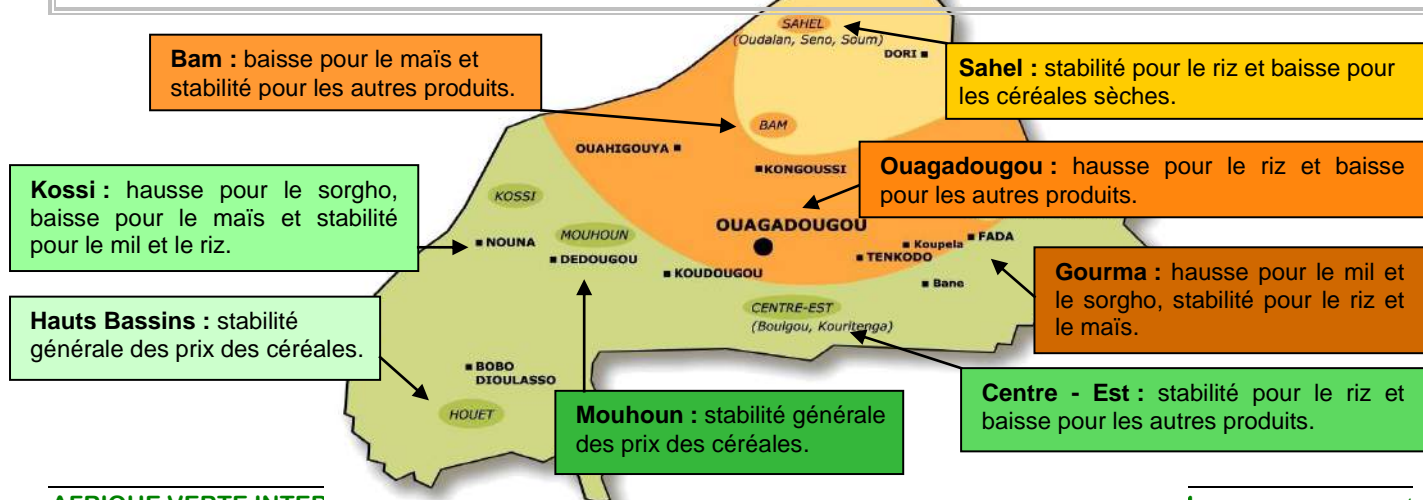 SAHEL
(Oudalan, Seno, Soum)
DORI
Bam : baisse pour le maïs et
stabilité pour les autres produits.
Sahel : stabilité pour le riz et baisse pour
les céréales sèches.
BAM
OUAHIGOUYA
KONGOUSSI
Ouagadougou : hausse pour le riz et baisse
pour les autres produits.
Kossi : hausse pour le sorgho,
baisse pour le maïs et stabilité
pour le mil et le riz.
KOSSI
NOUNA
MOUHOUN
DEDOUGOU
OUAGADOUGOU
KOUDOUGOU
Koupela
FADA
TENKODO
Bane
Gourma : hausse pour le mil et
le sorgho, stabilité pour le riz et
le maïs.
CENTRE-EST
(Boulgou, Kouritenga)
Hauts Bassins : stabilité
générale des prix des céréales.
BOBO
DIOULASSO
HOUET
Mouhoun : stabilité générale
des prix des céréales.
Centre - Est : stabilité pour le riz et
baisse pour les autres produits.
AFRIQUE VERTE